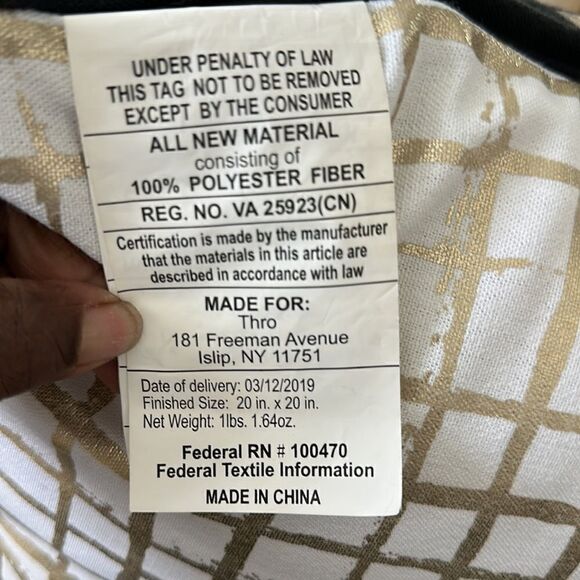 UNDER PENALTY OF LAW
THIS TAG NOT TO BE REMOVED
EXCEPT BY THE CONSUMER
ALL NEW MATERIAL
consisting of
100% POLYESTER FIBER
REG. NO. VA 25923(CN)
Certification is made by the manufacturer
that the materials in this article are
described in accordance with law
MADE FOR:
Thro
181 Freeman Avenue
Islip, NY 11751
Date of delivery: 03/12/2019
Finished Size: 20 in. x 20 in.
Net Weight: 1lbs. 1.64oz.
Federal RN # 100470
Federal Textile Information
MADE IN CHINA